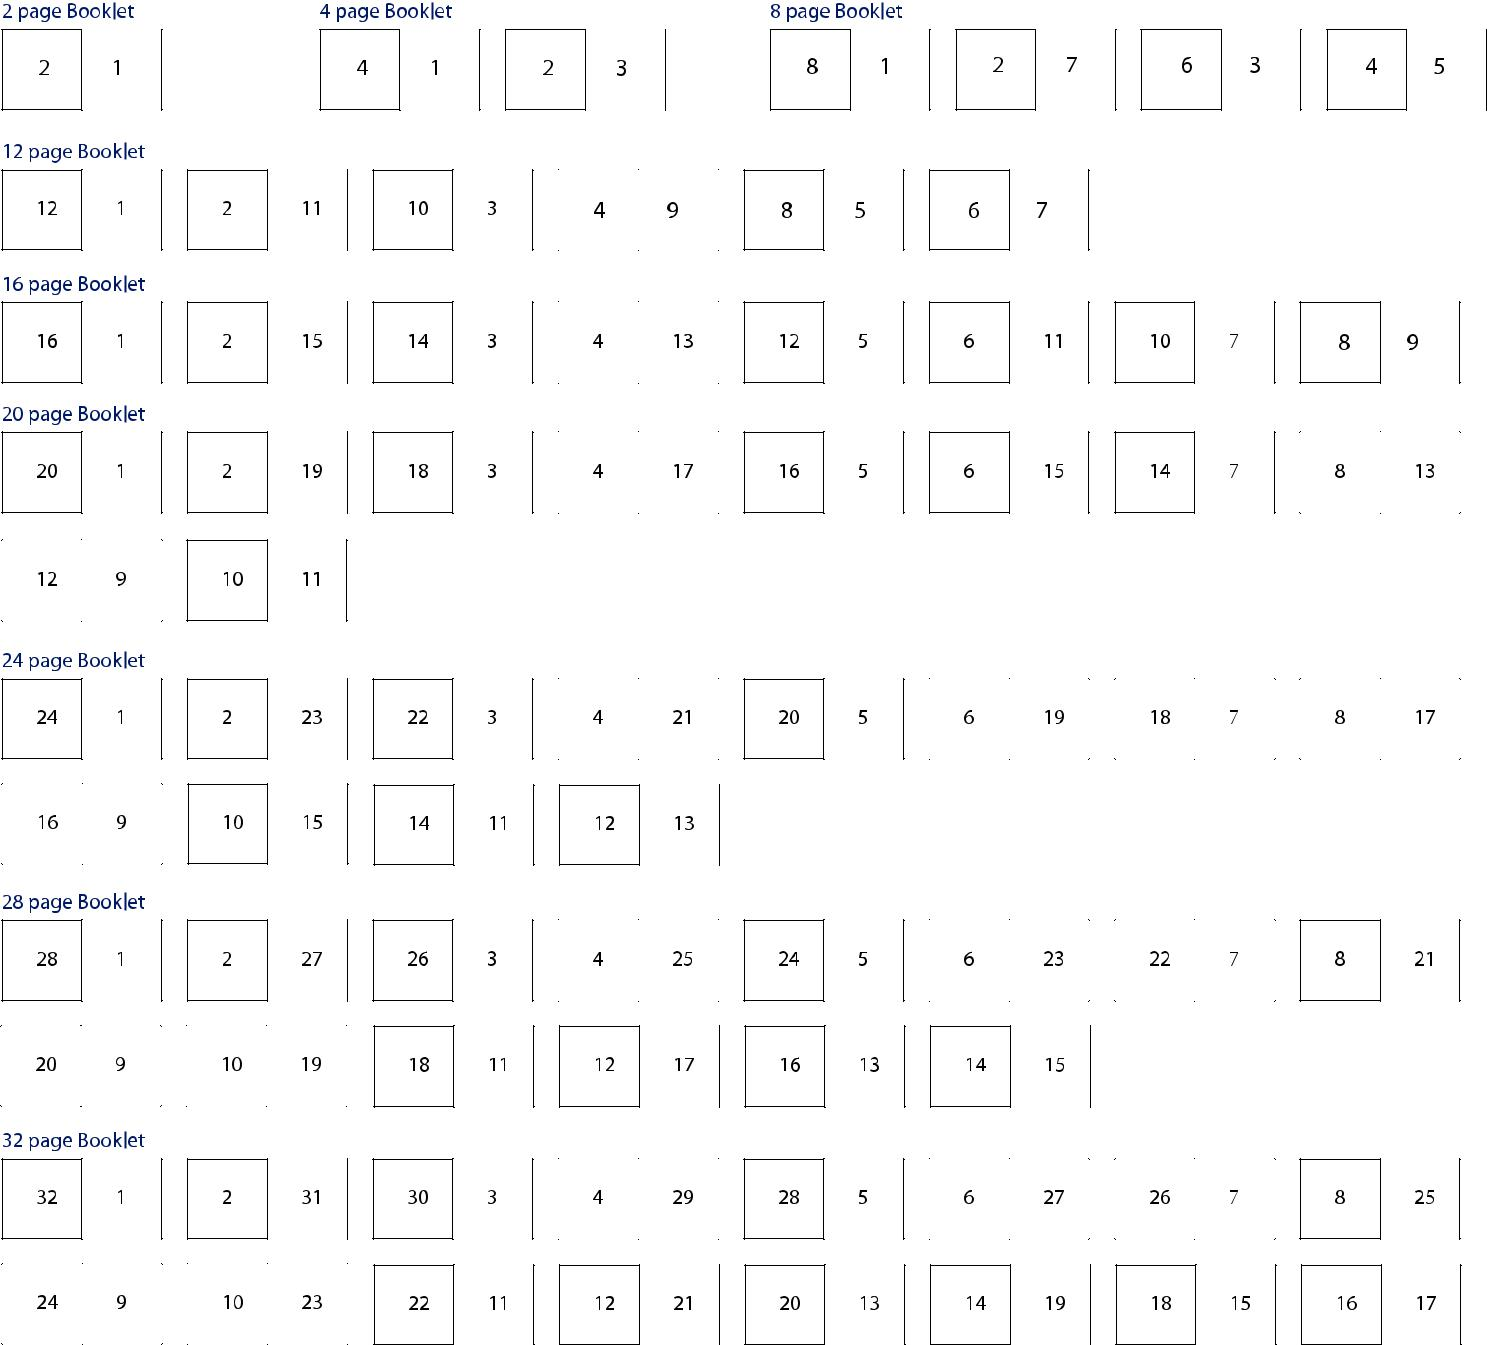 2 page Booklet 4 page Booklet 8 page Booklet
2 1 4 1 2 3 8 1 2 7 6 3 4 5
12 page Booklet
12 1 2 11 10 3 4 9 8 5 6 7
16 page Booklet
16 1 2 15 14 3 4 13 12 5 6 11 10 7 8 9
20 page Booklet
20 1 2 19 18 3 4 17 16 5 6 15 14 7 8 13
12 9 10 11
24 page Booklet
24 1 2 23 22 3 4 21 20 5 6 19 18 7 8 17
16 9 10 15 14 11 12 13
28 page Booklet
28 1 2 27 26 3 4 25 24 5 6 23 22 7 8 21
20 9 10 19 18 11 12 17 16 13 14 15
32 page Booklet
32 1 2 31 30 3 4 29 28 5 6 27 26 7 8 25
24 9 10 23 22 11 12 21 20 13 14 19 18 15 16 17